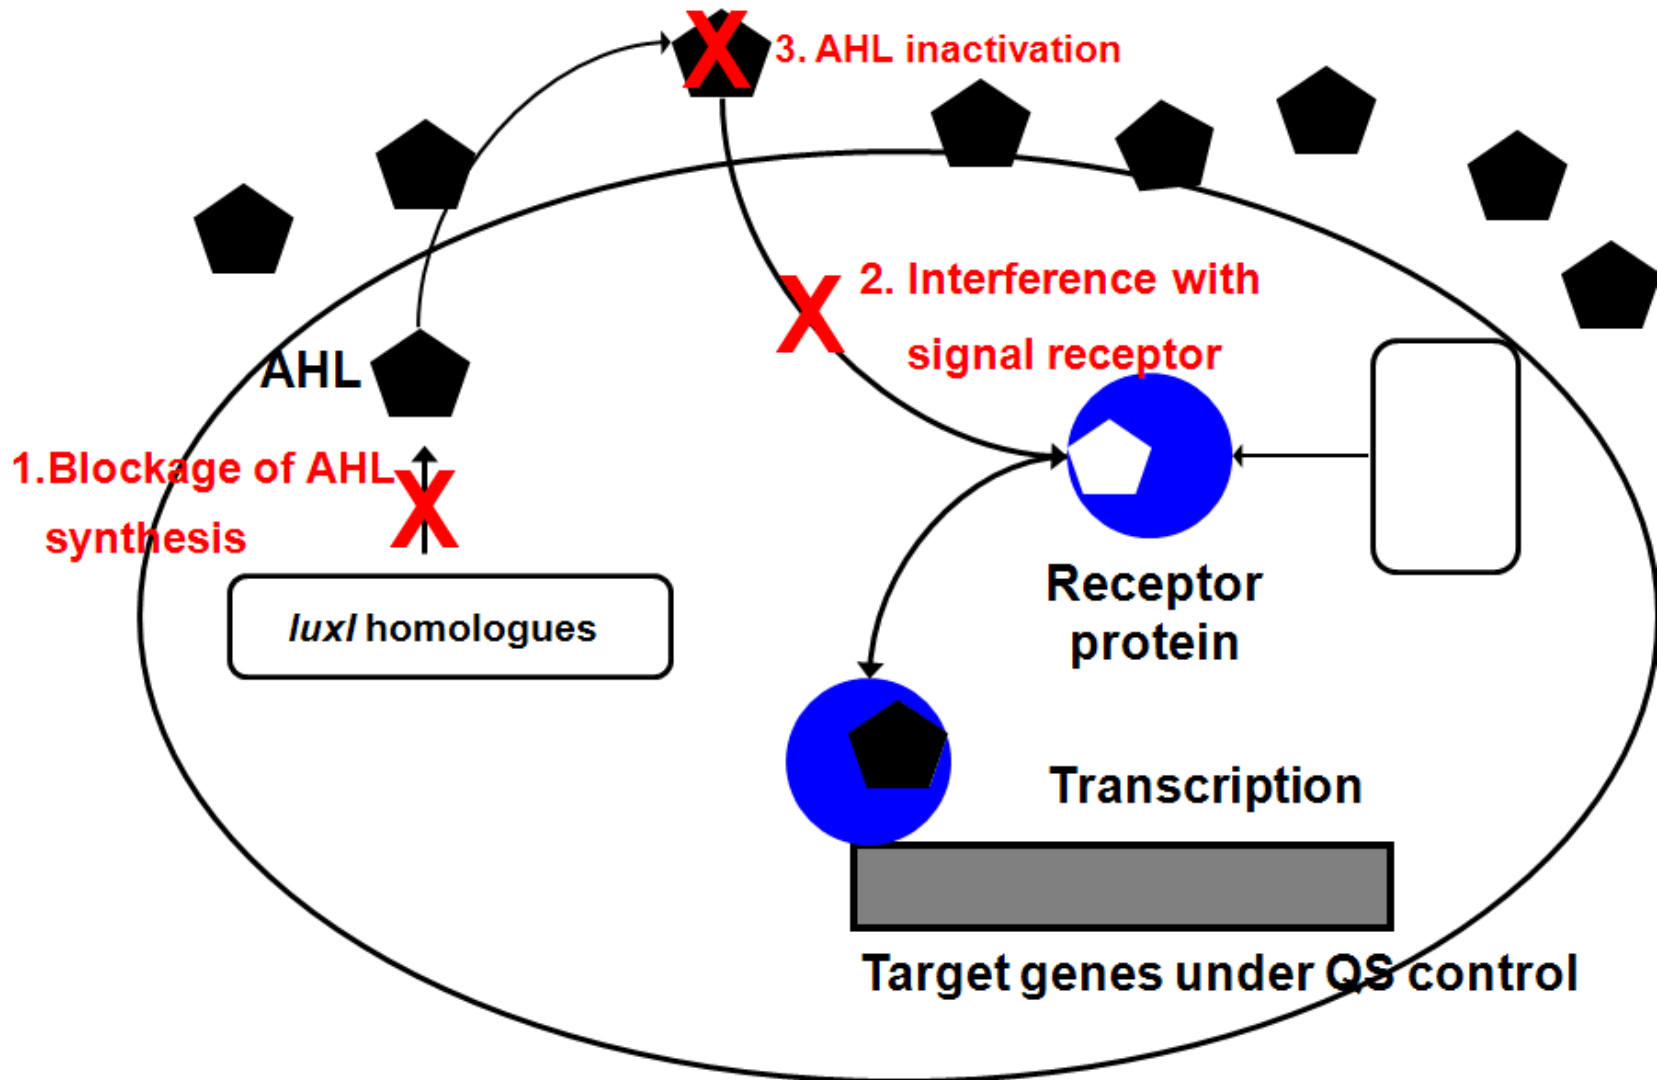 3. AHL inactivation
2. Interference with
signal receptor
AHL
1.Blockage of AHL
synthesis
luxI homologues
Receptor
protein
Transcription
Target genes under QS control